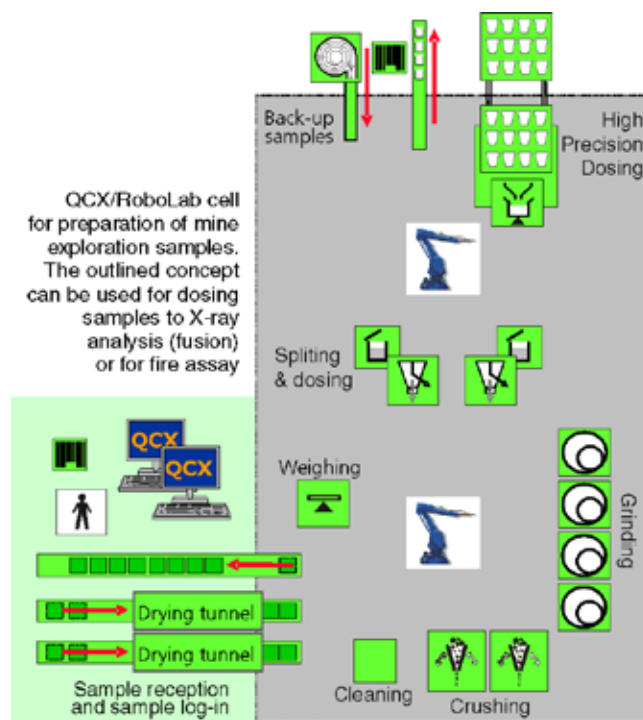 Back-up
samples
High
Precision
Dosing
QCX/RoboLab cell
for preparation of mine
exploration samples.
The outlined concept
can be used for dosing
samples to X-ray
analysis (fusion)
or for fire assay
Spliting
& dosing
QCX
QCX
Weighing
Grinding
Drying tunnel
Drying tunnel
Sample reception
and sample log-in
Cleaning
Crushing